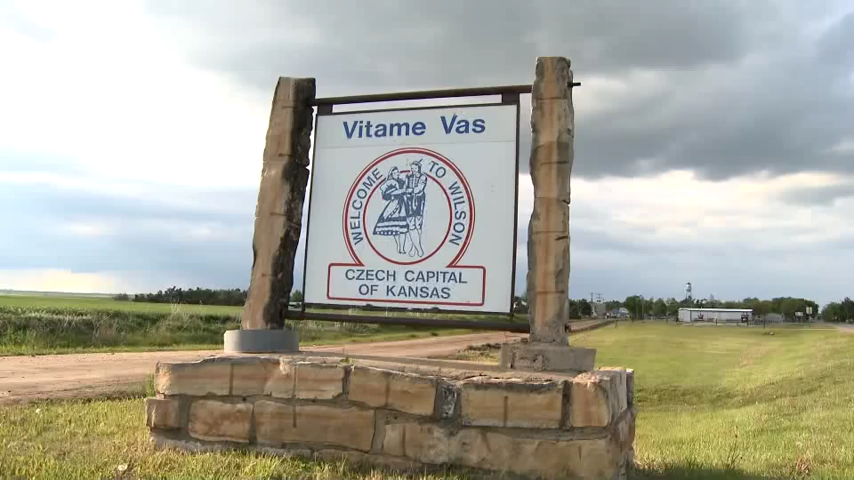 Vitame Vas
WELCOME TO WILSON
CZECH CAPITAL
OF KANSAS